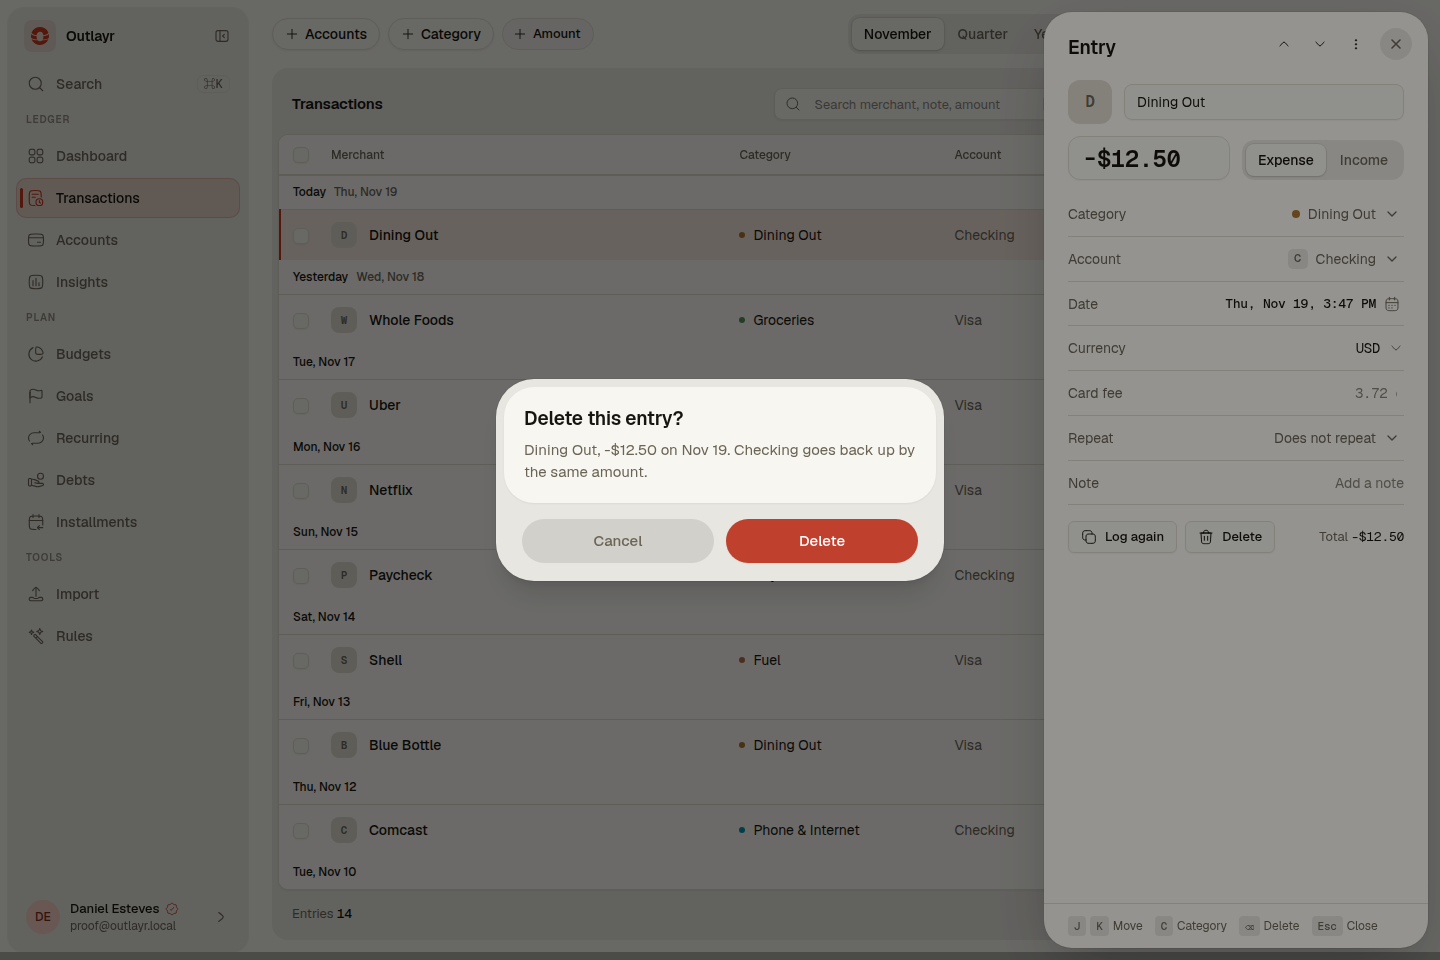 Outlayr
Search ⌘K
LEDGER
Dashboard
Transactions
Accounts
Insights
PLAN
Budgets
Goals
Recurring
Debts
Installments
TOOLS
Import
Rules
DE
Daniel Esteves
proof@outlayr.local
+ Accounts
+ Category
+ Amount
November
Quarter
Transactions
Search merchant, note, amount
Merchant Category Account
Today Thu, Nov 19
D Dining Out Dining Out Checking
Yesterday Wed, Nov 18
W Whole Foods Groceries Visa
Tue, Nov 17
U Uber Visa
Mon, Nov 16
N Netflix Visa
Sun, Nov 15
P Paycheck Checking
Sat, Nov 14
S Shell Fuel Visa
Fri, Nov 13
B Blue Bottle Dining Out Visa
Thu, Nov 12
C Comcast Phone & Internet Checking
Tue, Nov 10
Entries 14
Delete this entry?
Dining Out, -$12.50 on Nov 19. Checking goes back up by
the same amount.
Cancel
Delete
Entry
D
Dining Out
-$12.50
Expense
Income
Category Dining Out
Account C Checking
Date Thu, Nov 19, 3:47 PM
Currency USD
Card fee 3.72
Repeat Does not repeat
Note Add a note
Log again
Delete
Total -$12.50
J K Move C Category ⌫ Delete Esc Close